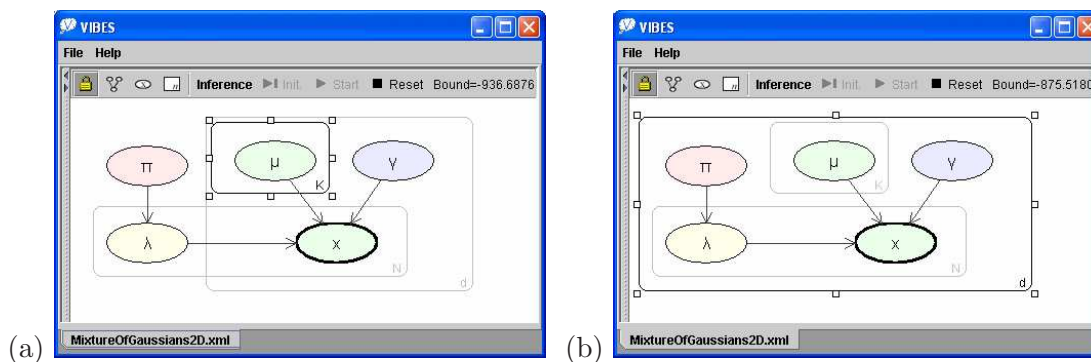 VIBES
File Help
Inference Init. Start Reset Bound=-936.6876
π
μ
γ
K
λ
x
N
d
(a)
MixtureOfGaussians2D.xml
VIBES
File Help
Inference Init. Start Reset Bound=-875.5180
π
μ
γ
K
λ
x
N
d
(b)
MixtureOfGaussians2D.xml